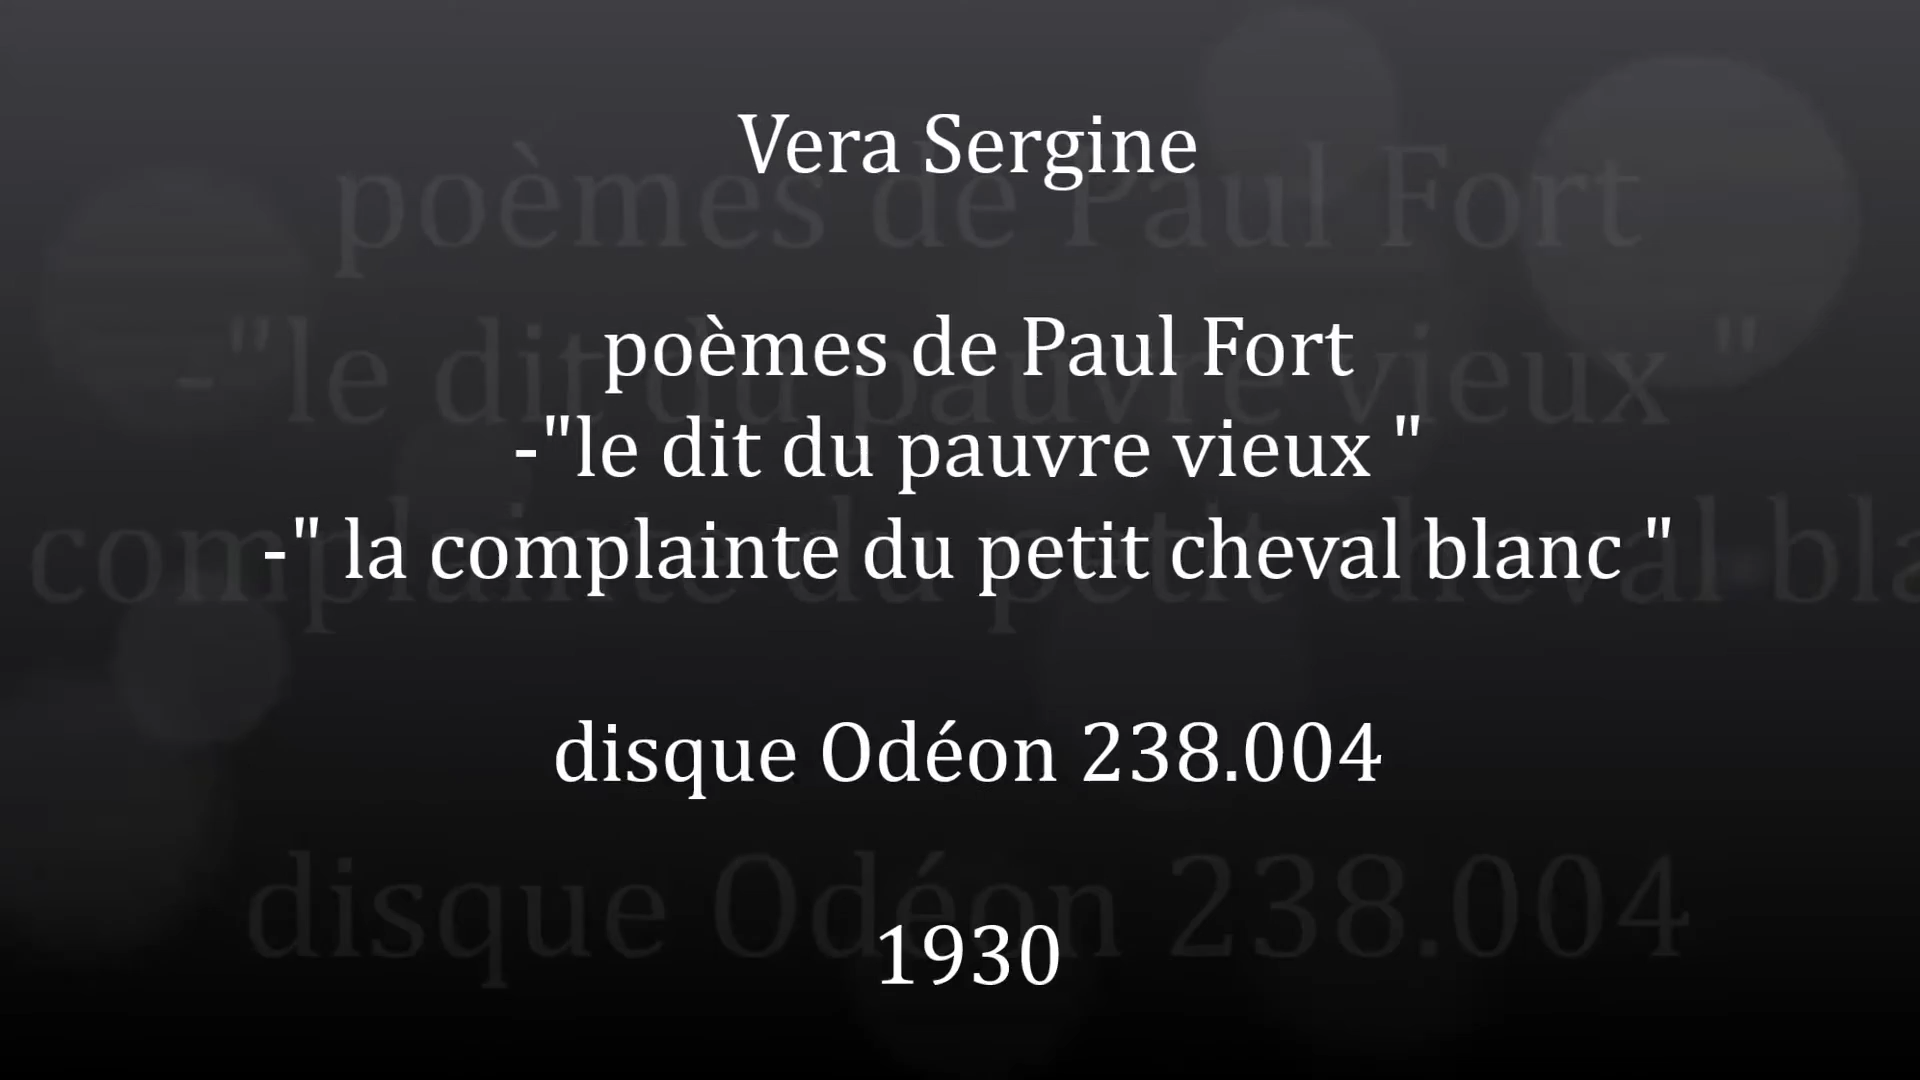 Vera Sergine
poèmes de Paul Fort
-"le dit du pauvre vieux "
-" la complainte du petit cheval blanc "
disque Odéon 238.004
1930